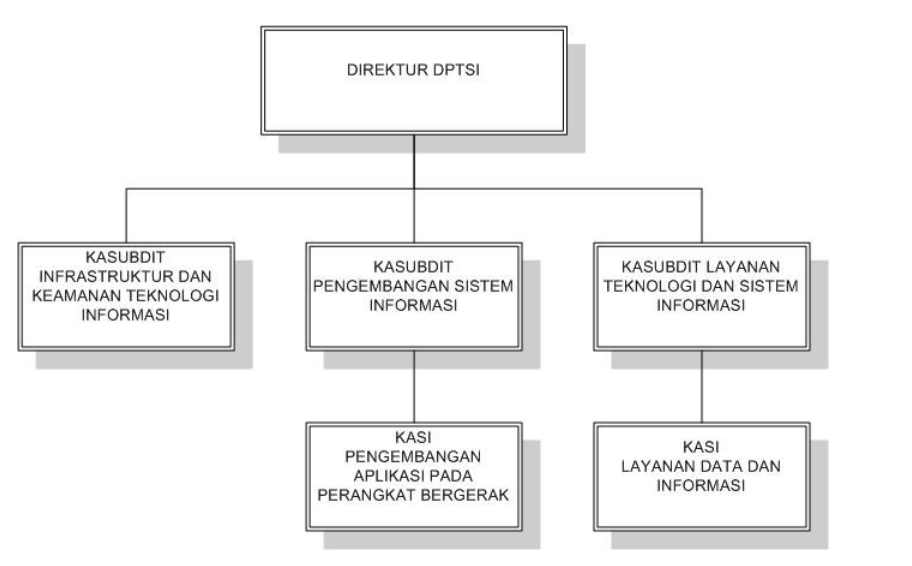 DIREKTUR DPTSI
KASUBDIT
INFRASTRUKTUR DAN
KEAMANAN TEKNOLOGI
INFORMASI
KASUBDIT
PENGEMBANGAN SISTEM
INFORMASI
KASUBDIT LAYANAN
TEKNOLOGI DAN SISTEM
INFORMASI
KASI
PENGEMBANGAN
APLIKASI PADA
PERANGKAT BERGERAK
KASI
LAYANAN DATA DAN
INFORMASI